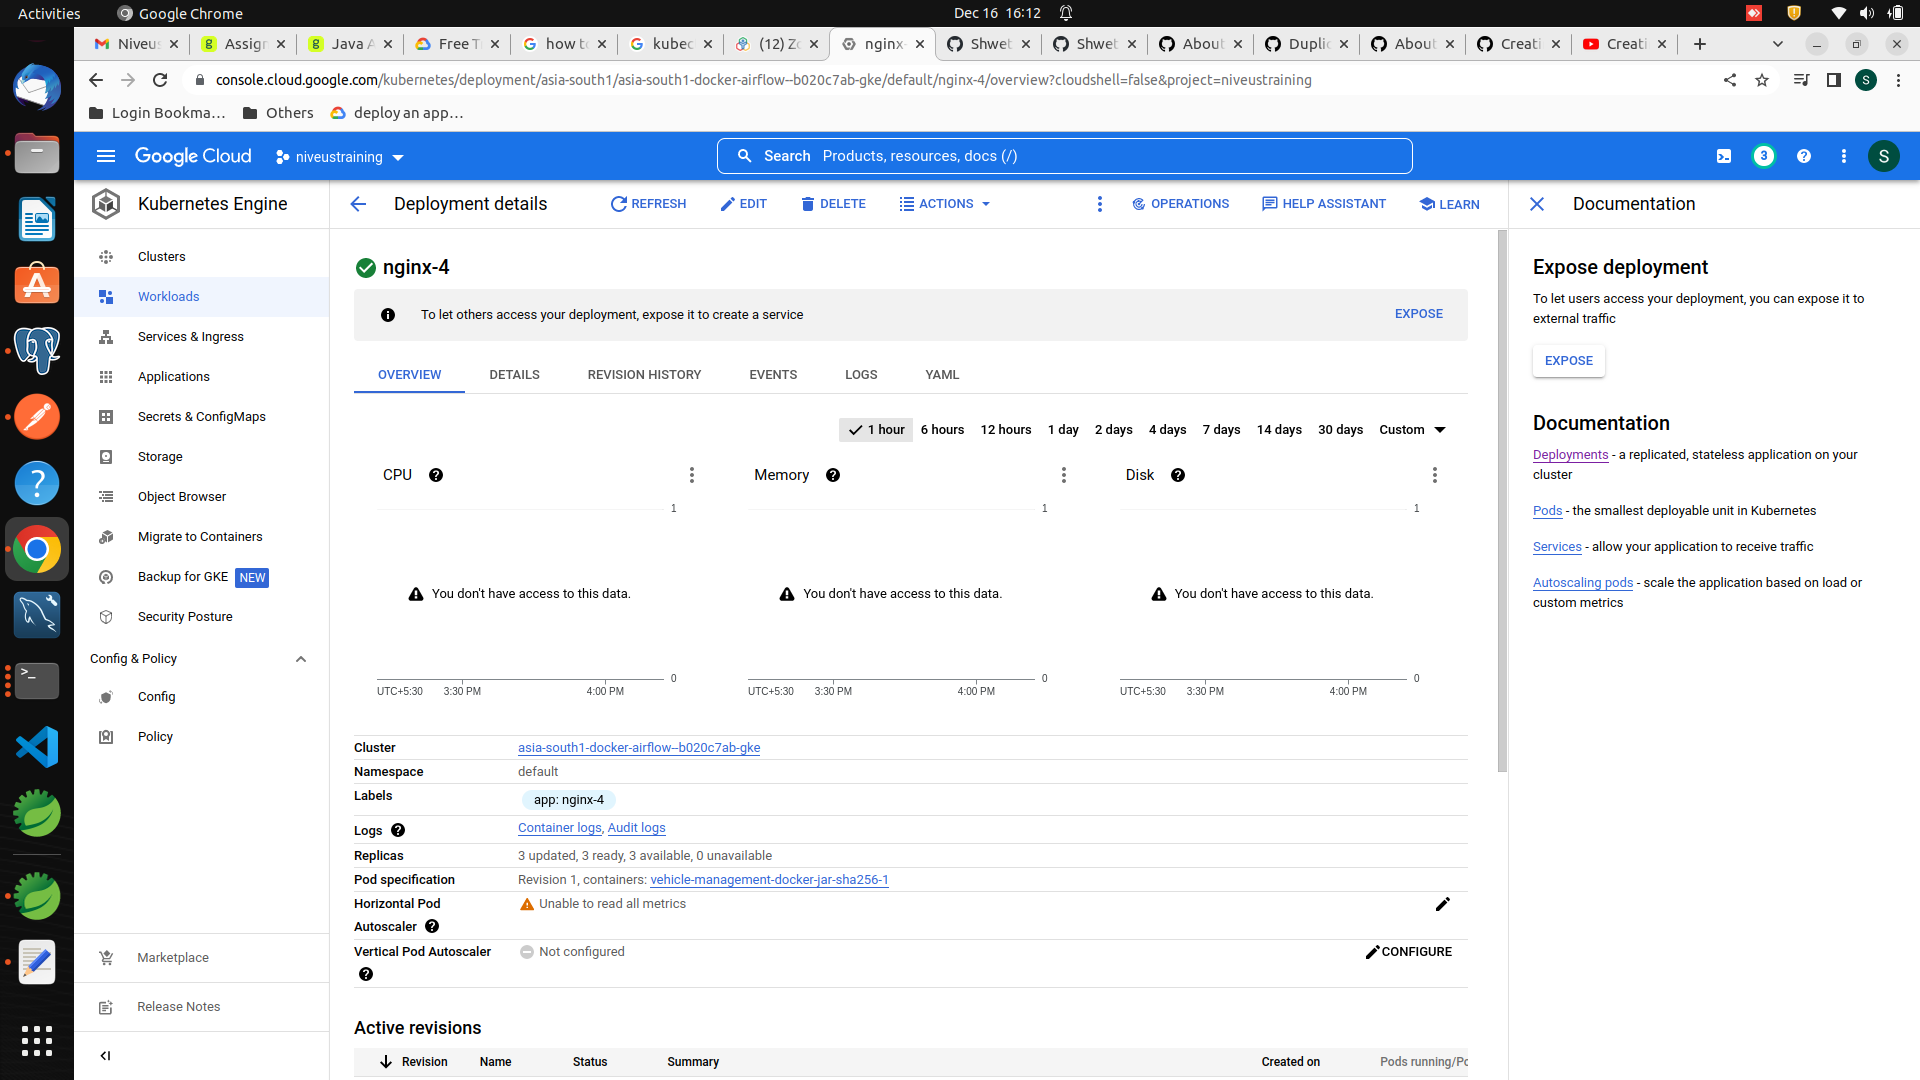 Activities
Google Chrome
Dec 16 16:12
Niveus
Assign
Java A
Free T
how to
kubec
(12) Zo
nginx-
Shwet
Shwet
About
Duplic
About
Creati
Creati
console.cloud.google.com/kubernetes/deployment/asia-south1/asia-south1-docker-airflow--b020c7ab-gke/default/nginx-4/overview?cloudshell=false&project=niveustraining
S
Login Bookma...
Others
deploy an app...
Google Cloud
niveustraining
Search Products, resources, docs (/)
3
S
Kubernetes Engine
Deployment details
REFRESH
EDIT
DELETE
ACTIONS
OPERATIONS
HELP ASSISTANT
LEARN
Documentation
Clusters
Workloads
Services & Ingress
Applications
Secrets & ConfigMaps
Storage
Object Browser
Migrate to Containers
Backup for GKE NEW
Security Posture
Config & Policy
Config
Policy
Marketplace
Release Notes
nginx-4
To let others access your deployment, expose it to create a service
EXPOSE
OVERVIEW
DETAILS
REVISION HISTORY
EVENTS
LOGS
YAML
1 hour
6 hours
12 hours
1 day
2 days
4 days
7 days
14 days
30 days
Custom
CPU
1
You don't have access to this data.
0
UTC+5:30 3:30 PM 4:00 PM
Memory
1
You don't have access to this data.
0
UTC+5:30 3:30 PM 4:00 PM
Disk
1
You don't have access to this data.
0
UTC+5:30 3:30 PM 4:00 PM
Cluster asia-south1-docker-airflow--b020c7ab-gke
Namespace default
Labels app: nginx-4
Logs Container logs, Audit logs
Replicas 3 updated, 3 ready, 3 available, 0 unavailable
Pod specification Revision 1, containers: vehicle-management-docker-jar-sha256-1
Horizontal Pod Autoscaler Unable to read all metrics
Vertical Pod Autoscaler Not configured
CONFIGURE
Active revisions
Revision Name Status Summary Created on Pods running/Po
Expose deployment
To let users access your deployment, you can expose it to
external traffic
EXPOSE
Documentation
Deployments - a replicated, stateless application on your
cluster
Pods - the smallest deployable unit in Kubernetes
Services - allow your application to receive traffic
Autoscaling pods - scale the application based on load or
custom metrics